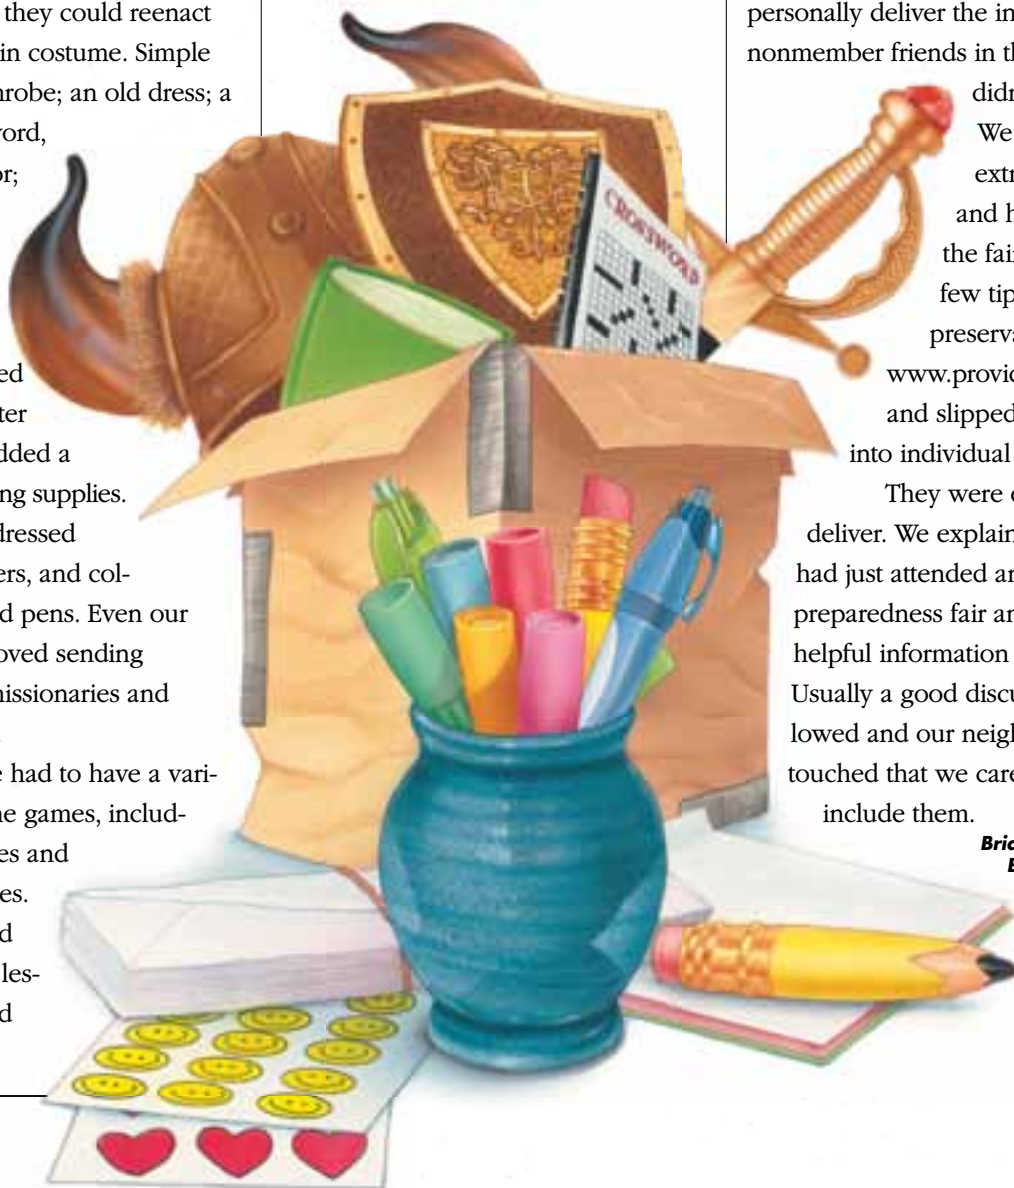 they could reenact
in costume. Simple
robe; an old dress; a
ord,
r;
ed
ter
dded a
ng supplies.
dressed
ers, and col-
d pens. Even our
oved sending
issionaries and
had to have a vari-
e games, includ-
es and
es.
d
les-
d
CROSSWORD
personally deliver the in
nonmember friends in th
didn
We
extr
and h
the fair
few tip
preserva
www.provid
and slipped
into individual
They were e
deliver. We explain
had just attended an
preparedness fair an
helpful information
Usually a good discu
lowed and our neigh
touched that we care
include them.
Bric